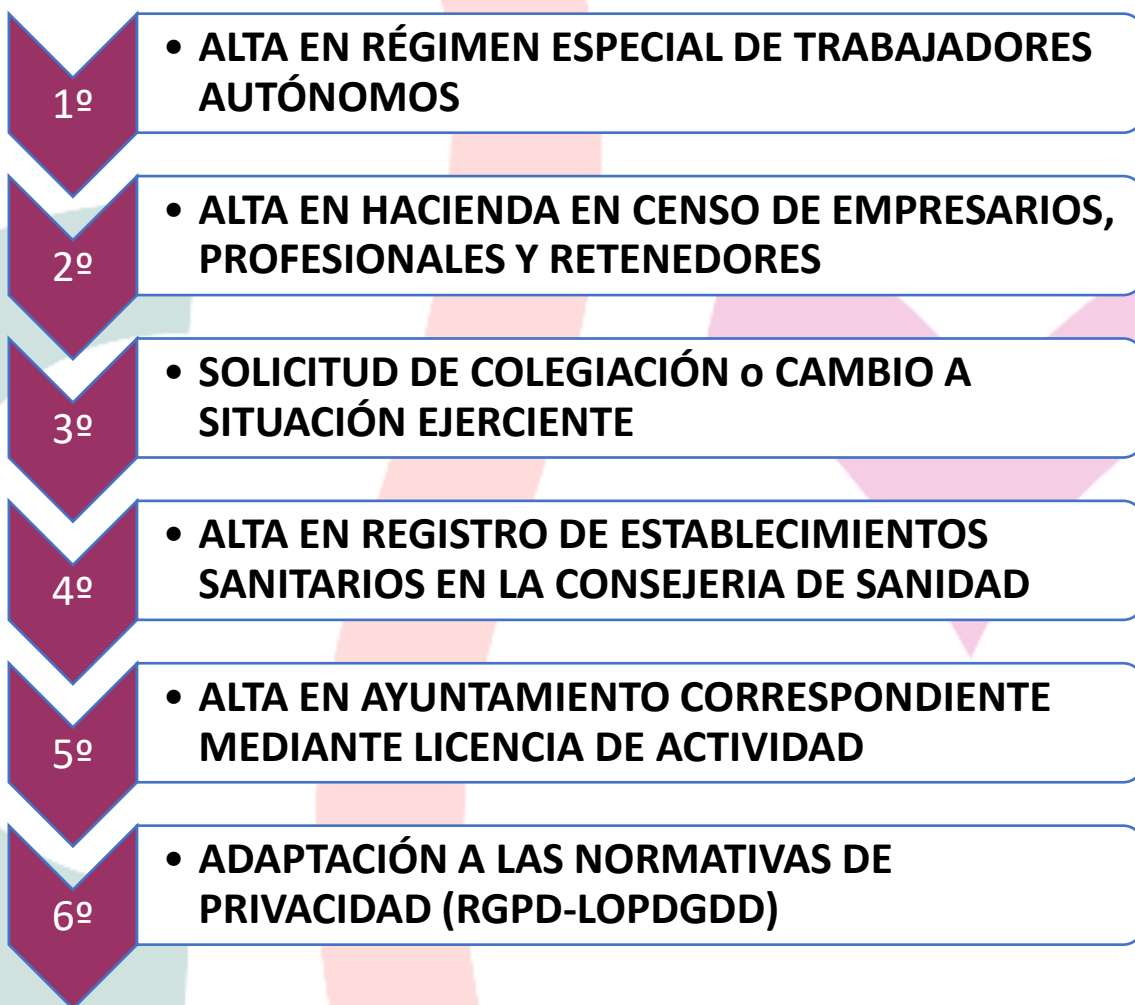 1º
• ALTA EN RÉGIMEN ESPECIAL DE TRABAJADORES
AUTÓNOMOS
2º
• ALTA EN HACIENDA EN CENSO DE EMPRESARIOS,
PROFESIONALES Y RETENEDORES
3º
• SOLICITUD DE COLEGIACIÓN o CAMBIO A
SITUACIÓN EJERCIENTE
4º
• ALTA EN REGISTRO DE ESTABLECIMIENTOS
SANITARIOS EN LA CONSEJERIA DE SANIDAD
5º
• ALTA EN AYUNTAMIENTO CORRESPONDIENTE
MEDIANTE LICENCIA DE ACTIVIDAD
6º
• ADAPTACIÓN A LAS NORMATIVAS DE
PRIVACIDAD (RGPD-LOPDGDD)